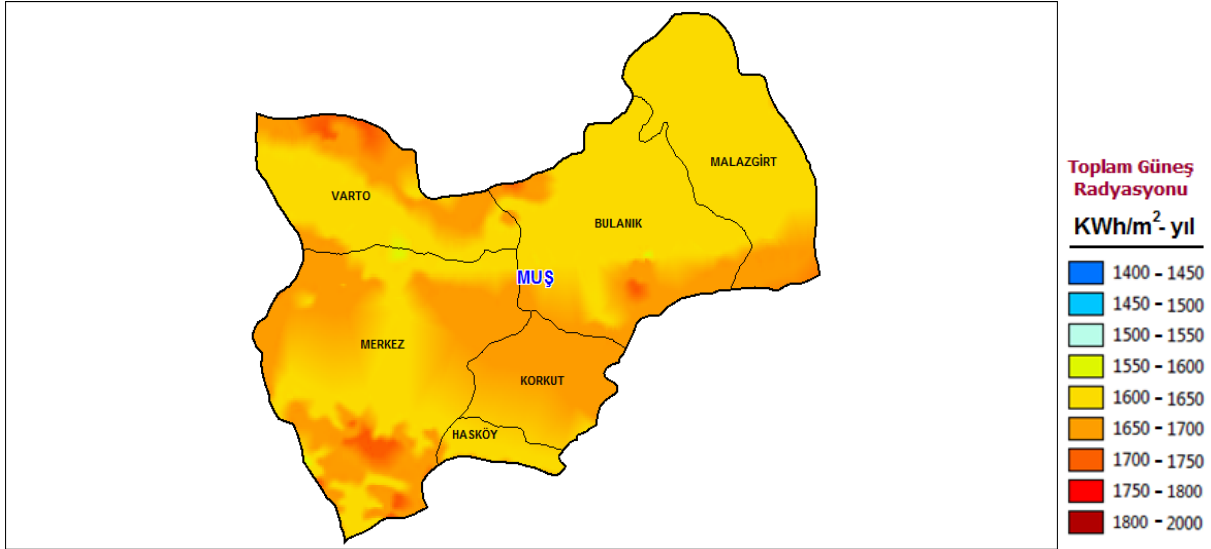 MALAZGİRT
VARTO
BULANIK
MUŞ
MERKEZ
KORKUT
HASKÖY
Toplam Güneş
Radyasyonu
KWh/m²- yıl
1400 - 1450
1450 - 1500
1500 - 1550
1550 - 1600
1600 - 1650
1650 - 1700
1700 - 1750
1750 - 1800
1800 - 2000